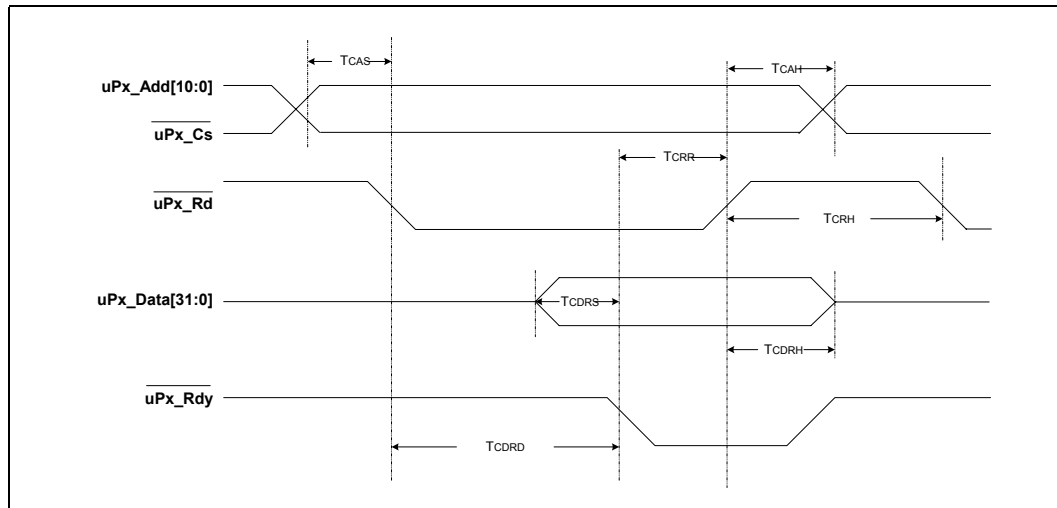 TCAS
TCAH
uPx_Add[10:0]
uPx_Cs
TCRR
uPx_Rd
TCRH
uPx_Data[31:0]
TCDRS
TCDRH
uPx_Rdy
TCDRD